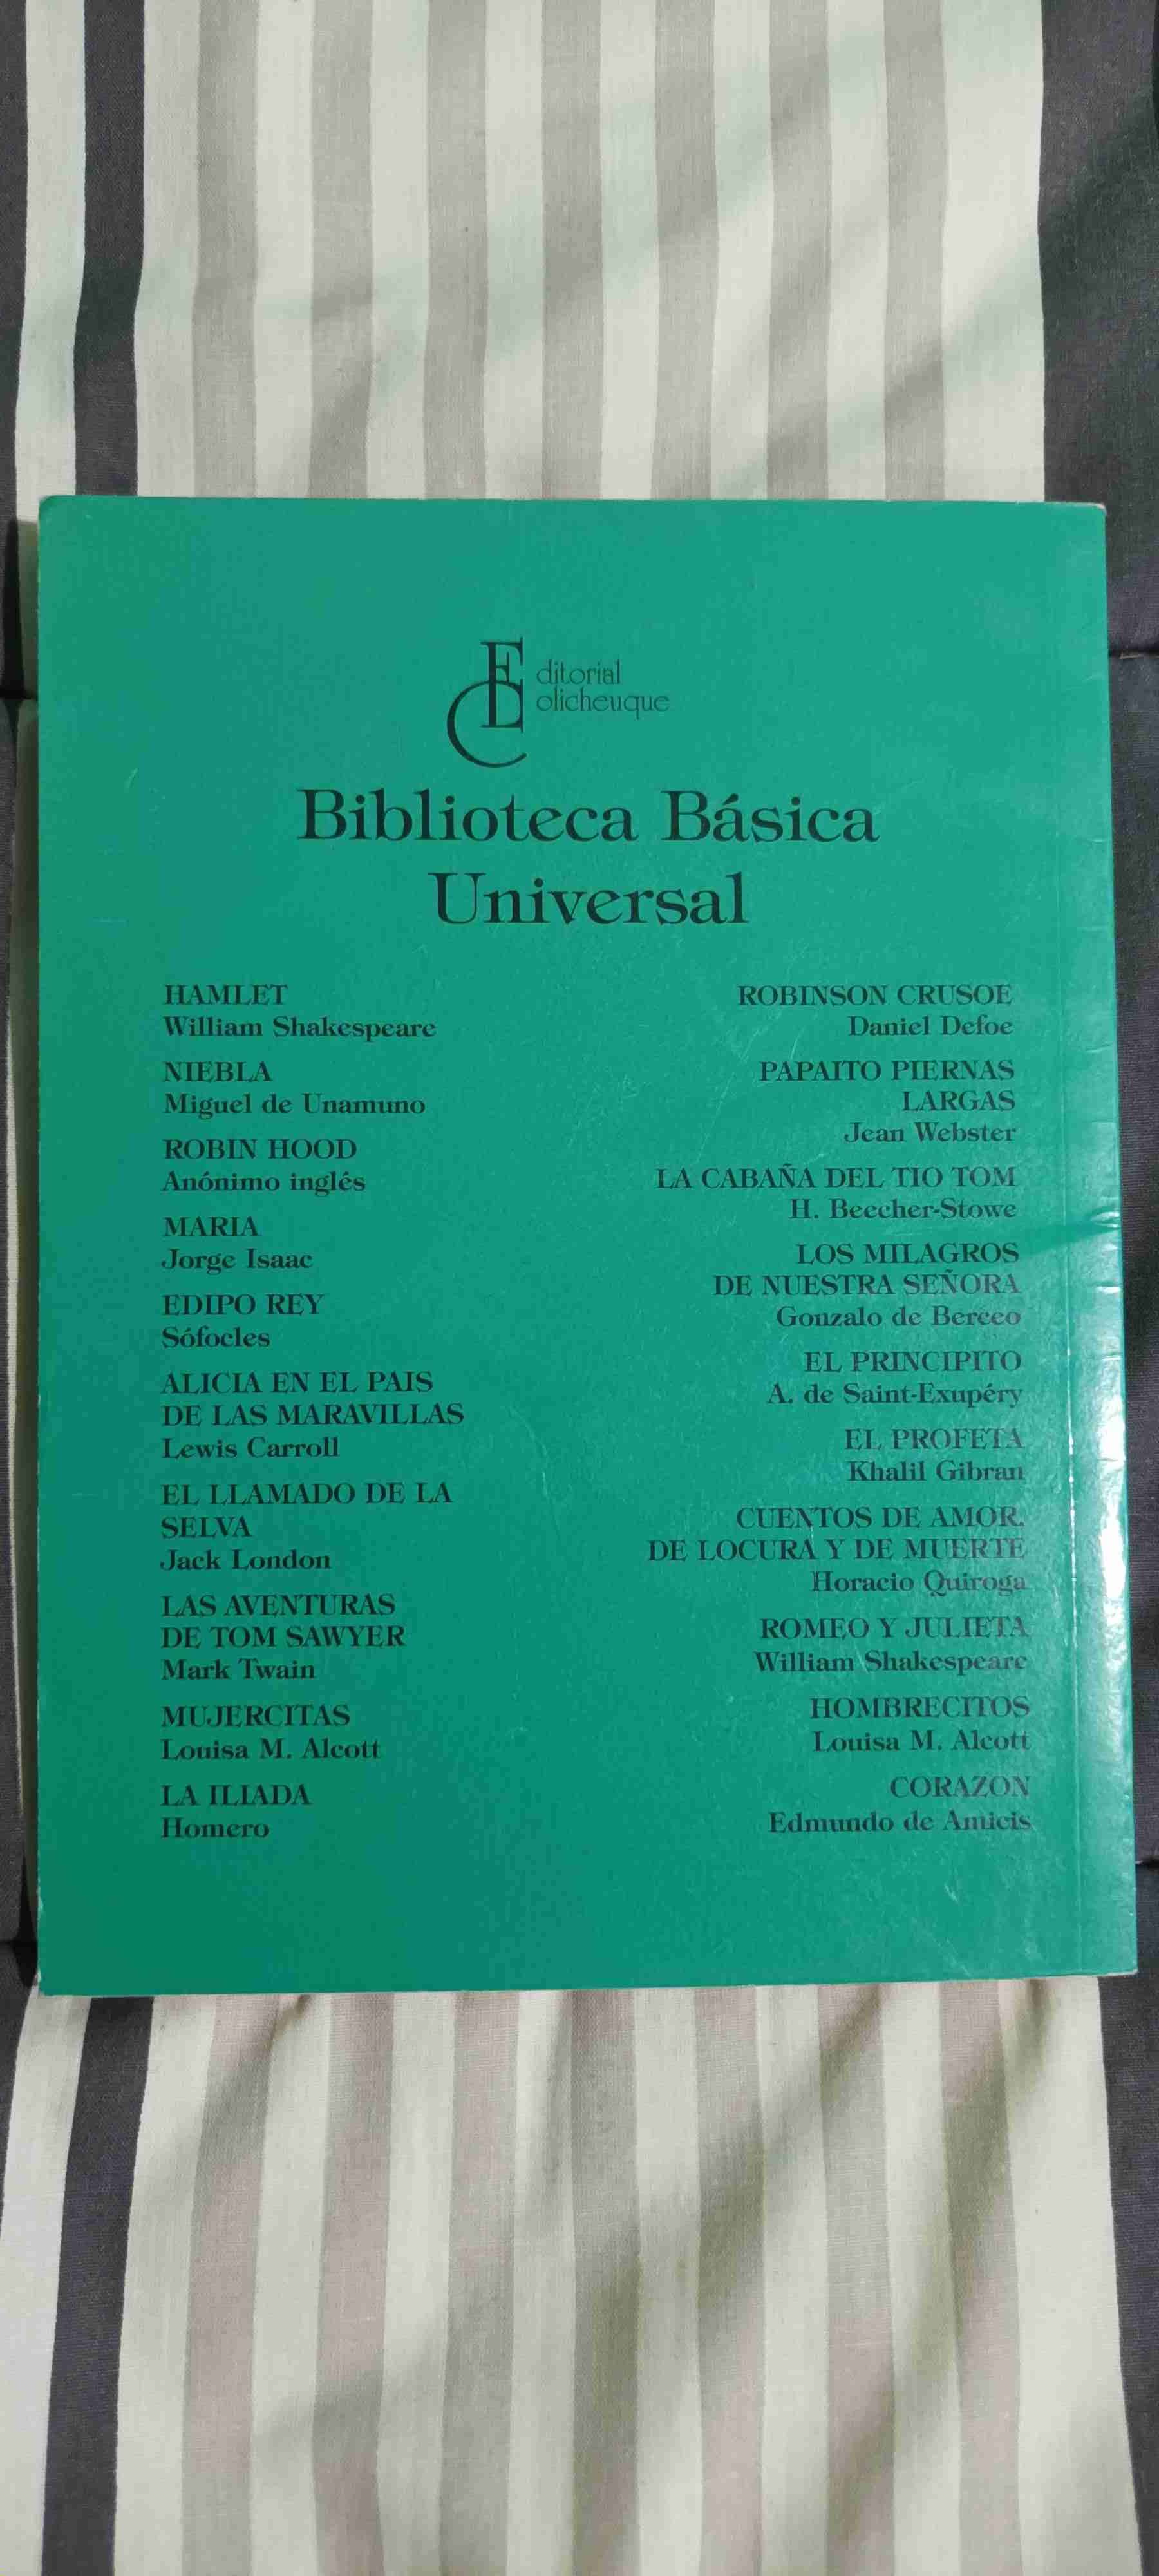 Editorial
Colicheuque
Biblioteca Básica
Universal
HAMLET
William Shakespeare
NIEBLA
Miguel de Unamuno
ROBIN HOOD
Anónimo inglés
MARIA
Jorge Isaac
EDIPO REY
Sófocles
ALICIA EN EL PAIS
DE LAS MARAVILLAS
Lewis Carroll
EL LLAMADO DE LA
SELVA
Jack London
LAS AVENTURAS
DE TOM SAWYER
Mark Twain
MUJERCITAS
Louisa M. Alcott
LA ILIADA
Homero
ROBINSON CRUSOE
Daniel Defoe
PAPAITO PIERNAS
LARGAS
Jean Webster
LA CABAÑA DEL TIO TOM
H. Beecher-Stowe
LOS MILAGROS
DE NUESTRA SEÑORA
Gonzalo de Berceo
EL PRINCIPITO
A. de Saint-Exupéry
EL PROFETA
Khalil Gibran
CUENTOS DE AMOR,
DE LOCURA Y DE MUERTE
Horacio Quiroga
ROMEO Y JULIETA
William Shakespeare
HOMBRECITOS
Louisa M. Alcott
CORAZON
Edmundo de Amicis